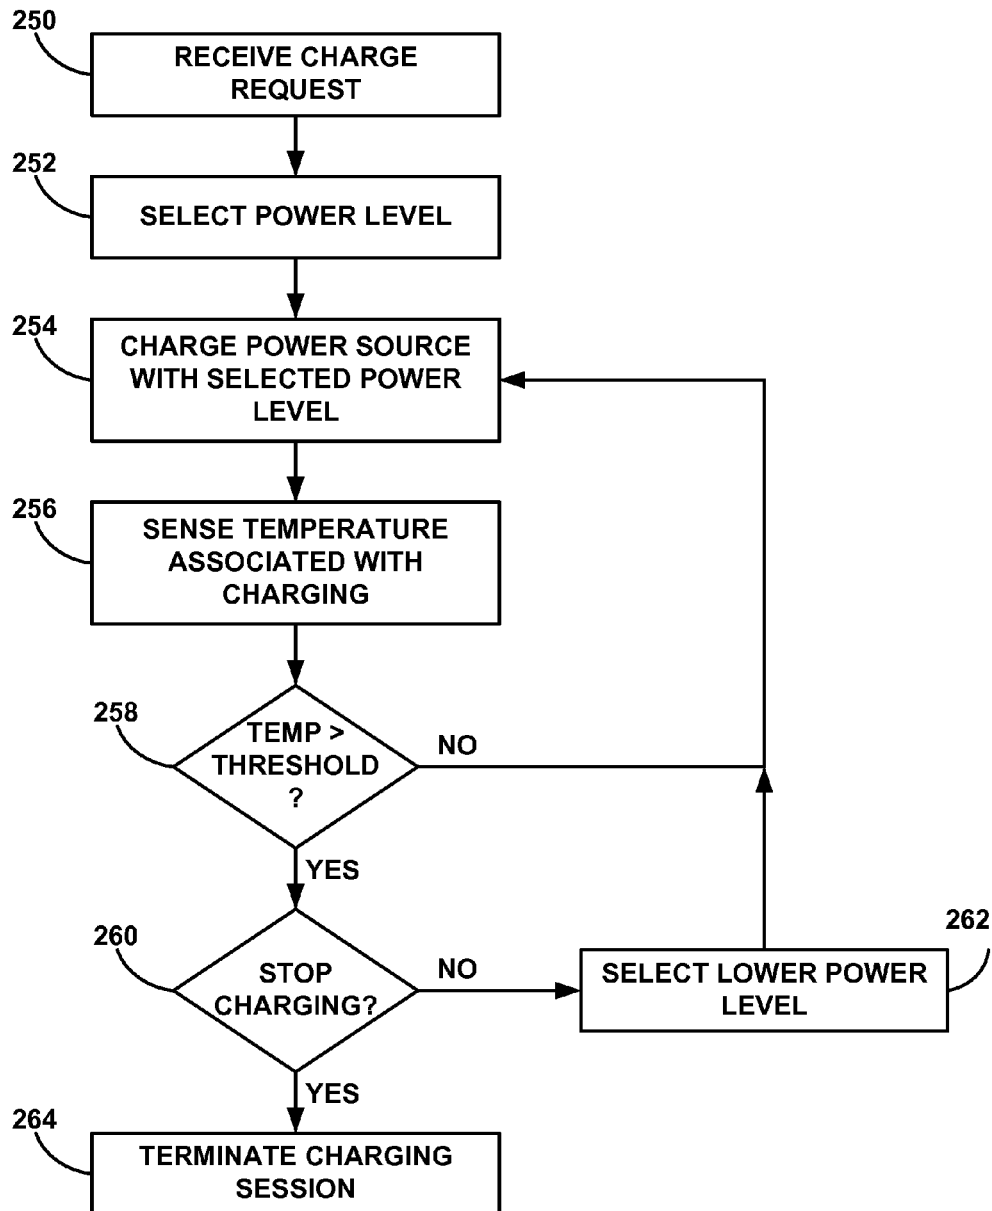 250
RECEIVE CHARGE
REQUEST
252
SELECT POWER LEVEL
254
CHARGE POWER SOURCE
WITH SELECTED POWER
LEVEL
256
SENSE TEMPERATURE
ASSOCIATED WITH
CHARGING
258
TEMP >
THRESHOLD
?
NO
YES
260
STOP
CHARGING?
NO
262
SELECT LOWER POWER
LEVEL
YES
264
TERMINATE CHARGING
SESSION